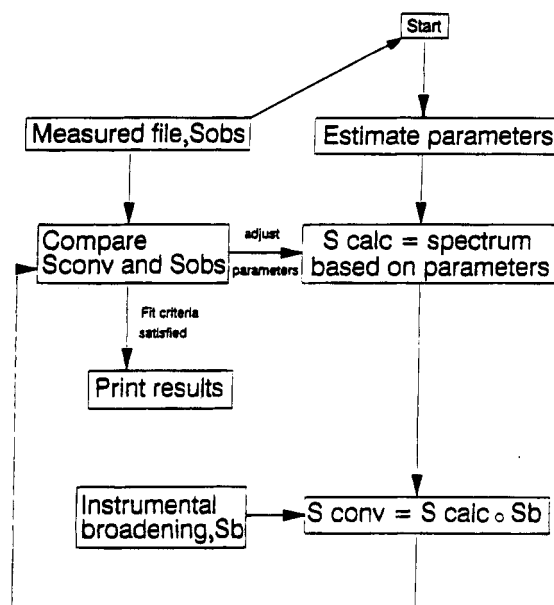 Start
Measured file,Sobs
Estimate parameters
Compare
Sconv and Sobs
adjust
parameters
S calc = spectrum
based on parameters
Fit criteria
satisfied
Print results
Instrumental
broadening,Sb
S conv = S calc ∘ Sb